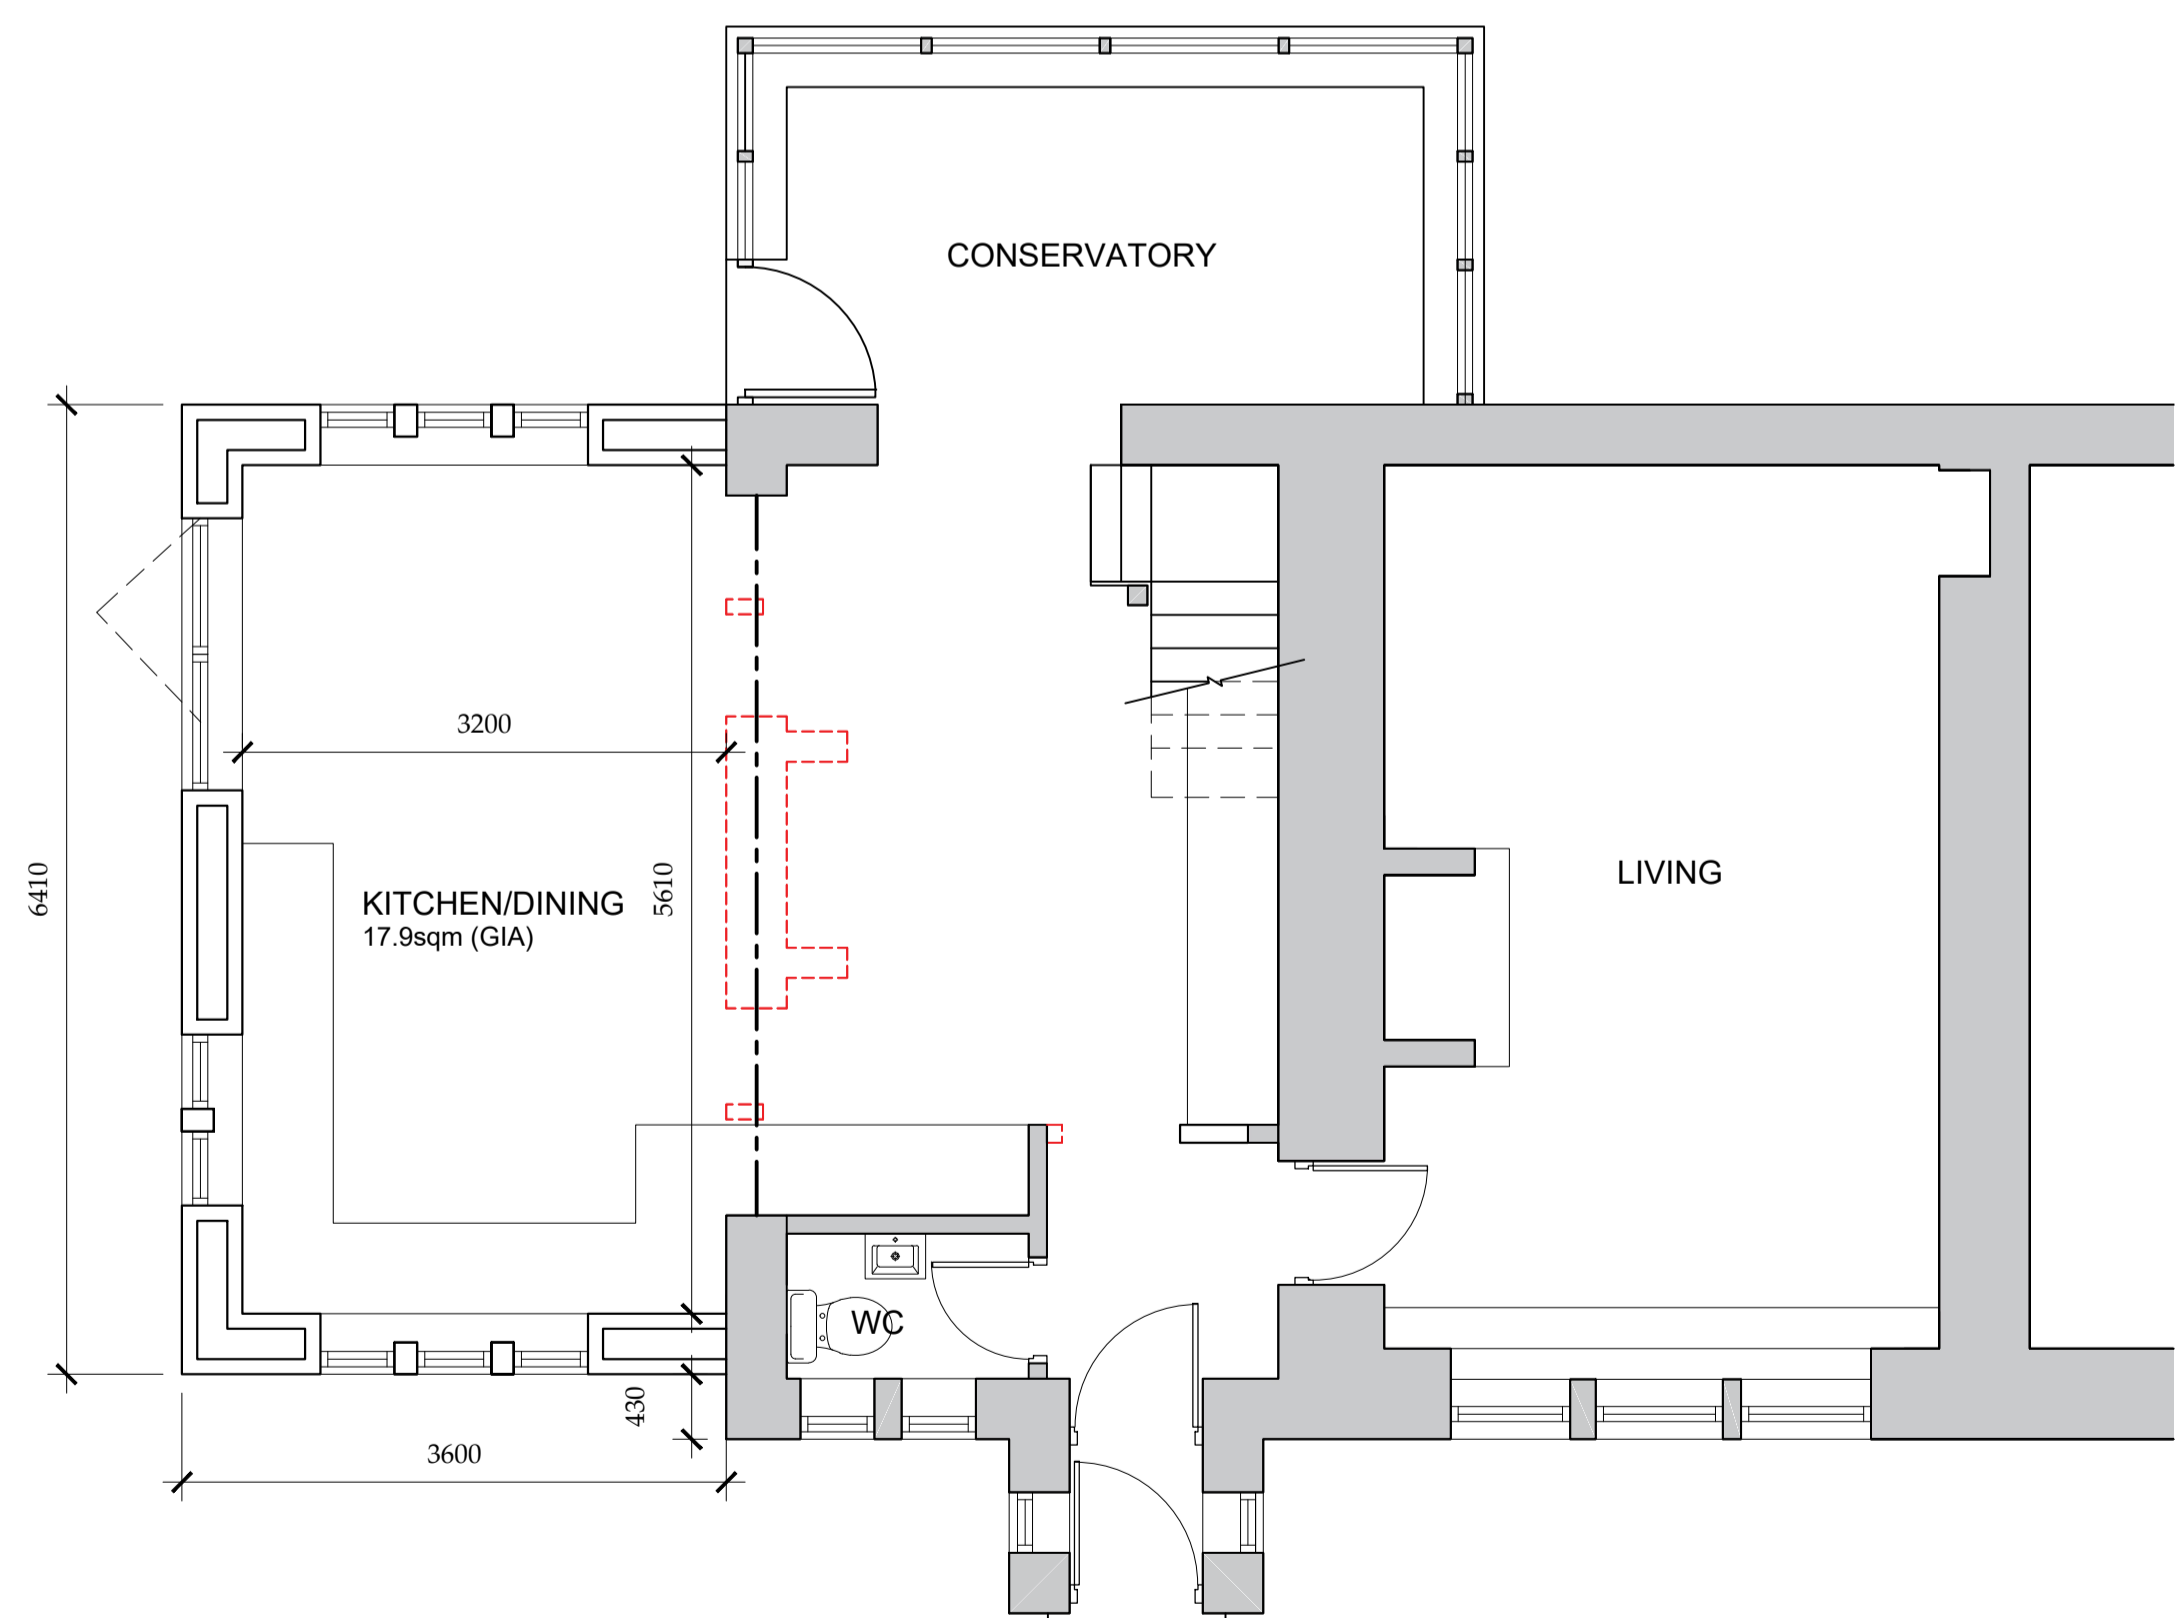 CONSERVATORY
3200
LIVING
6410
KITCHEN/DINING
17.9sqm (GIA)
5610
WC
430
3600